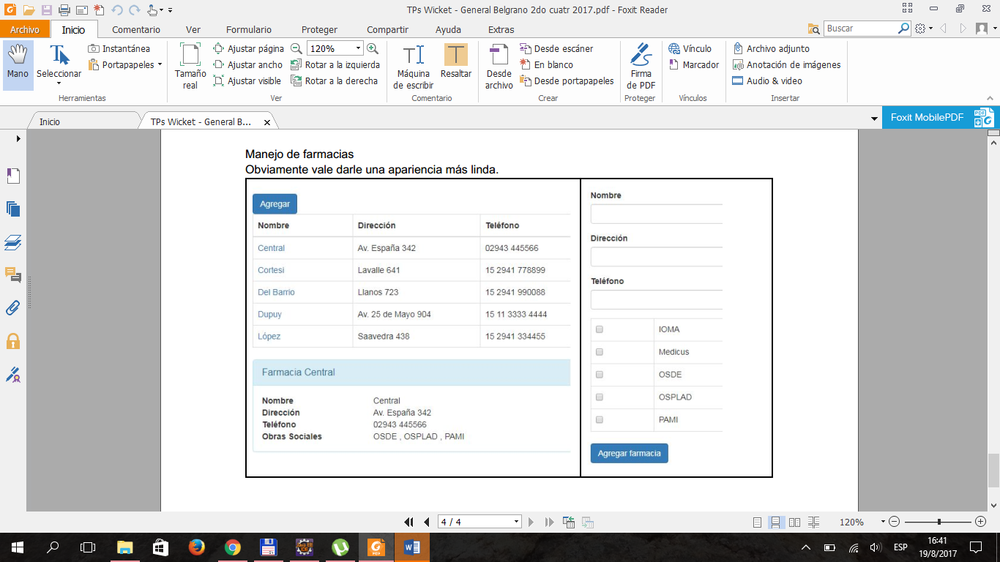 TPs Wicket - General Belgrano 2do cuatr 2017.pdf - Foxit Reader
Archivo Inicio Comentario Ver Formulario Proteger Compartir Ayuda Extras
Buscar
Mano
Seleccionar
Instantánea
Portapapeles
Herramientas
Tamaño real
Ajustar página
Ajustar ancho
Ajustar visible
120%
Rotar a la izquierda
Rotar a la derecha
Ver
Máquina de escribir
Resaltar
Comentario
Desde archivo
Desde escáner
En blanco
Desde portapapeles
Crear
Firma de PDF
Proteger
Vínculo
Marcador
Vínculos
Archivo adjunto
Anotación de imágenes
Audio & video
Insertar
Inicio
TPs Wicket - General B...
Foxit MobilePDF
Manejo de farmacias
Obviamente vale darle una apariencia más linda.
Agregar
Nombre Dirección Teléfono
Central Av. España 342 02943 445566
Cortesi Lavalle 641 15 2941 778899
Del Barrio Llanos 723 15 2941 990088
Dupuy Av. 25 de Mayo 904 15 11 3333 4444
López Saavedra 438 15 2941 334455
Farmacia Central
Nombre Central
Dirección Av. España 342
Teléfono 02943 445566
Obras Sociales OSDE , OSPLAD , PAMI
Nombre
Dirección
Teléfono
IOMA
Medicus
OSDE
OSPLAD
PAMI
Agregar farmacia
4 / 4
120%
ESP
16:41
19/8/2017